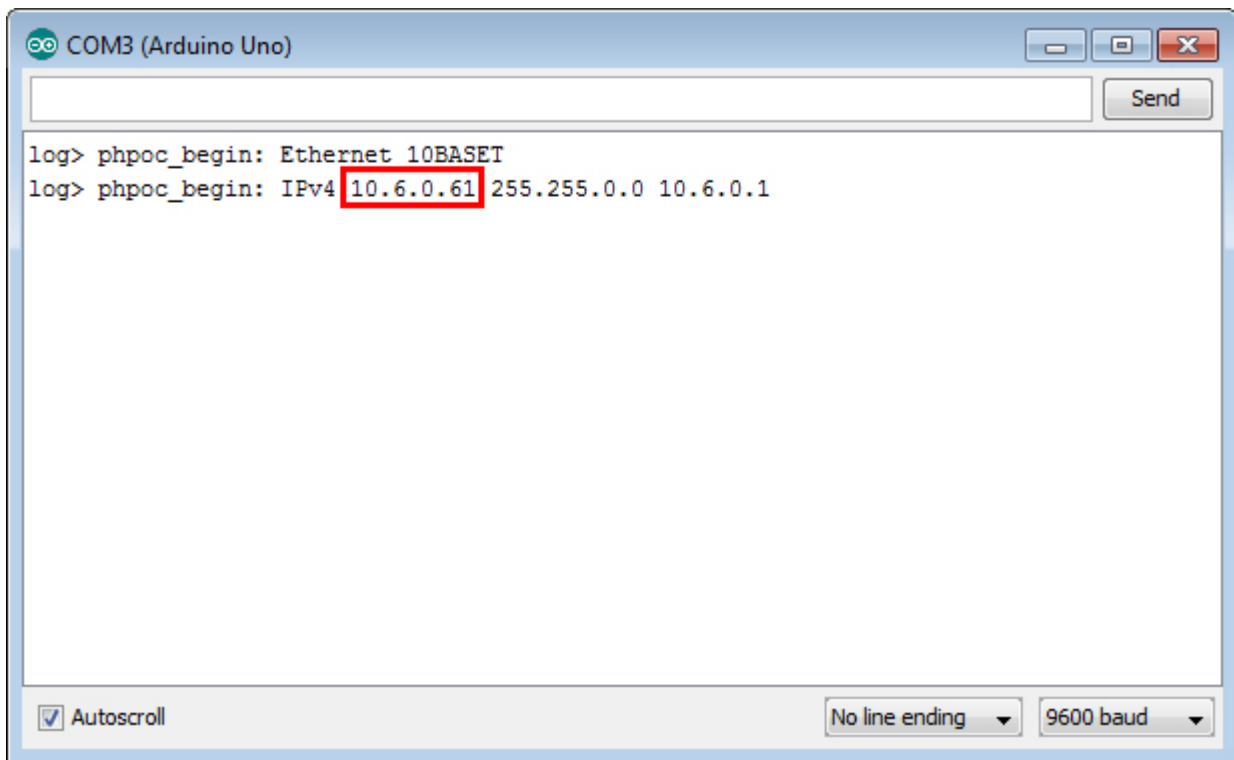 COM3 (Arduino Uno)
Send
log> phpoc_begin: Ethernet 10BASET
log> phpoc_begin: IPv4 10.6.0.61 255.255.0.0 10.6.0.1
Autoscroll
No line ending
9600 baud